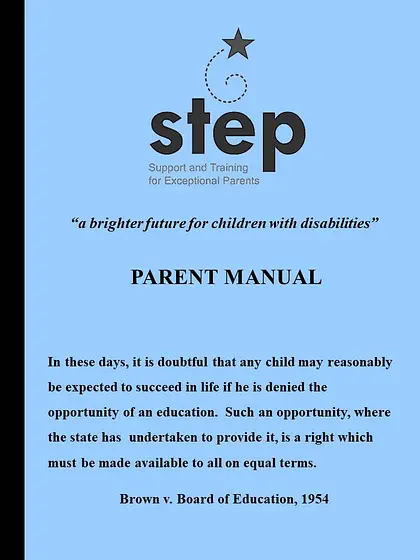 step
Support and Training
for Exceptional Parents
“a brighter future for children with disabilities”
PARENT MANUAL
In these days, it is doubtful that any child may reasonably
be expected to succeed in life if he is denied the
opportunity of an education.  Such an opportunity, where
the state has  undertaken to provide it, is a right which
must be made available to all on equal terms.
Brown v. Board of Education, 1954